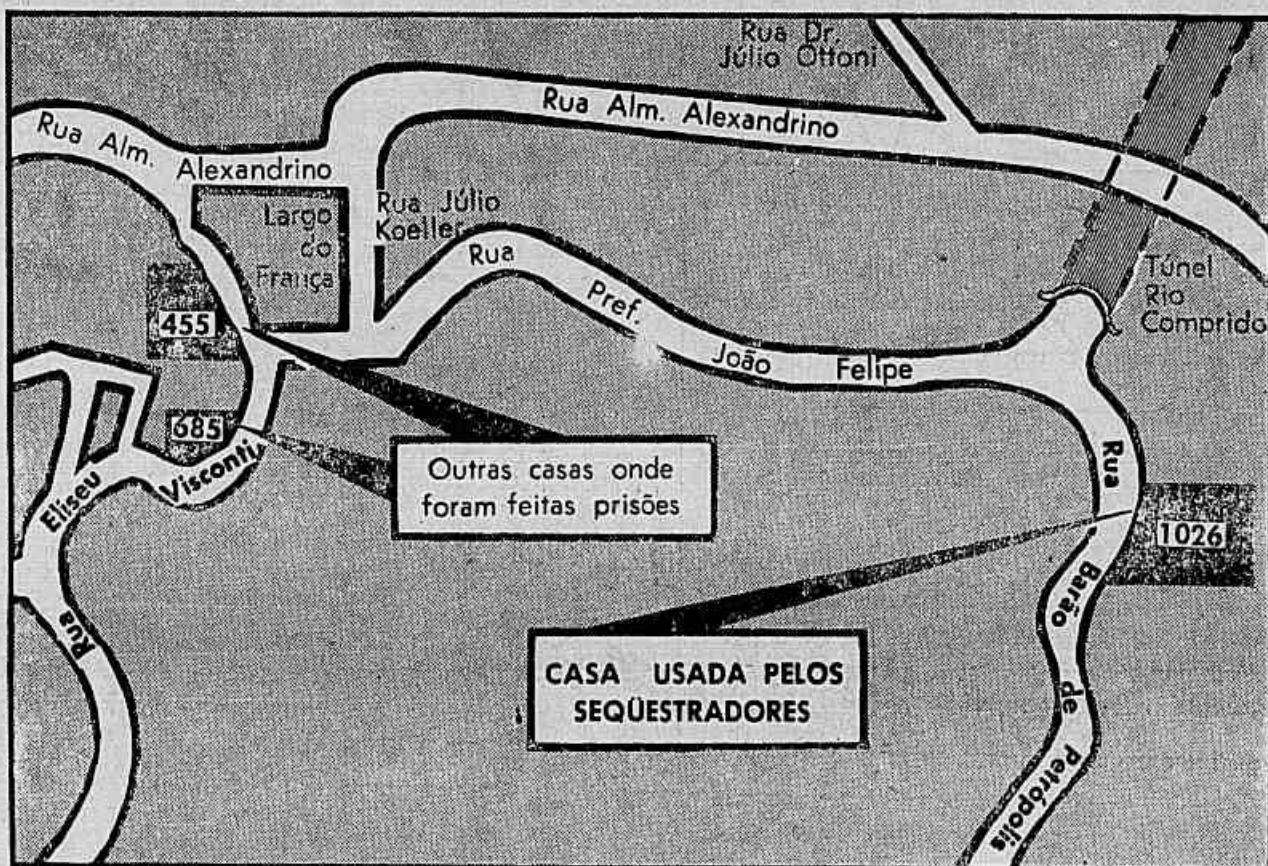 Rua Dr.
Júlio Ottoni
Rua Alm. Alexandrino
Rua Alm. Alexandrino
Largo
do
França
Rua Júlio
Koeller
Rua Pref. João Felipe
Túnel
Rio
Comprido
455
685
Rua Eliseu Visconti
Outras casas onde
foram feitas prisões
1026
Rua Barão de Petrópolis
CASA USADA PELOS
SEQÜESTRADORES